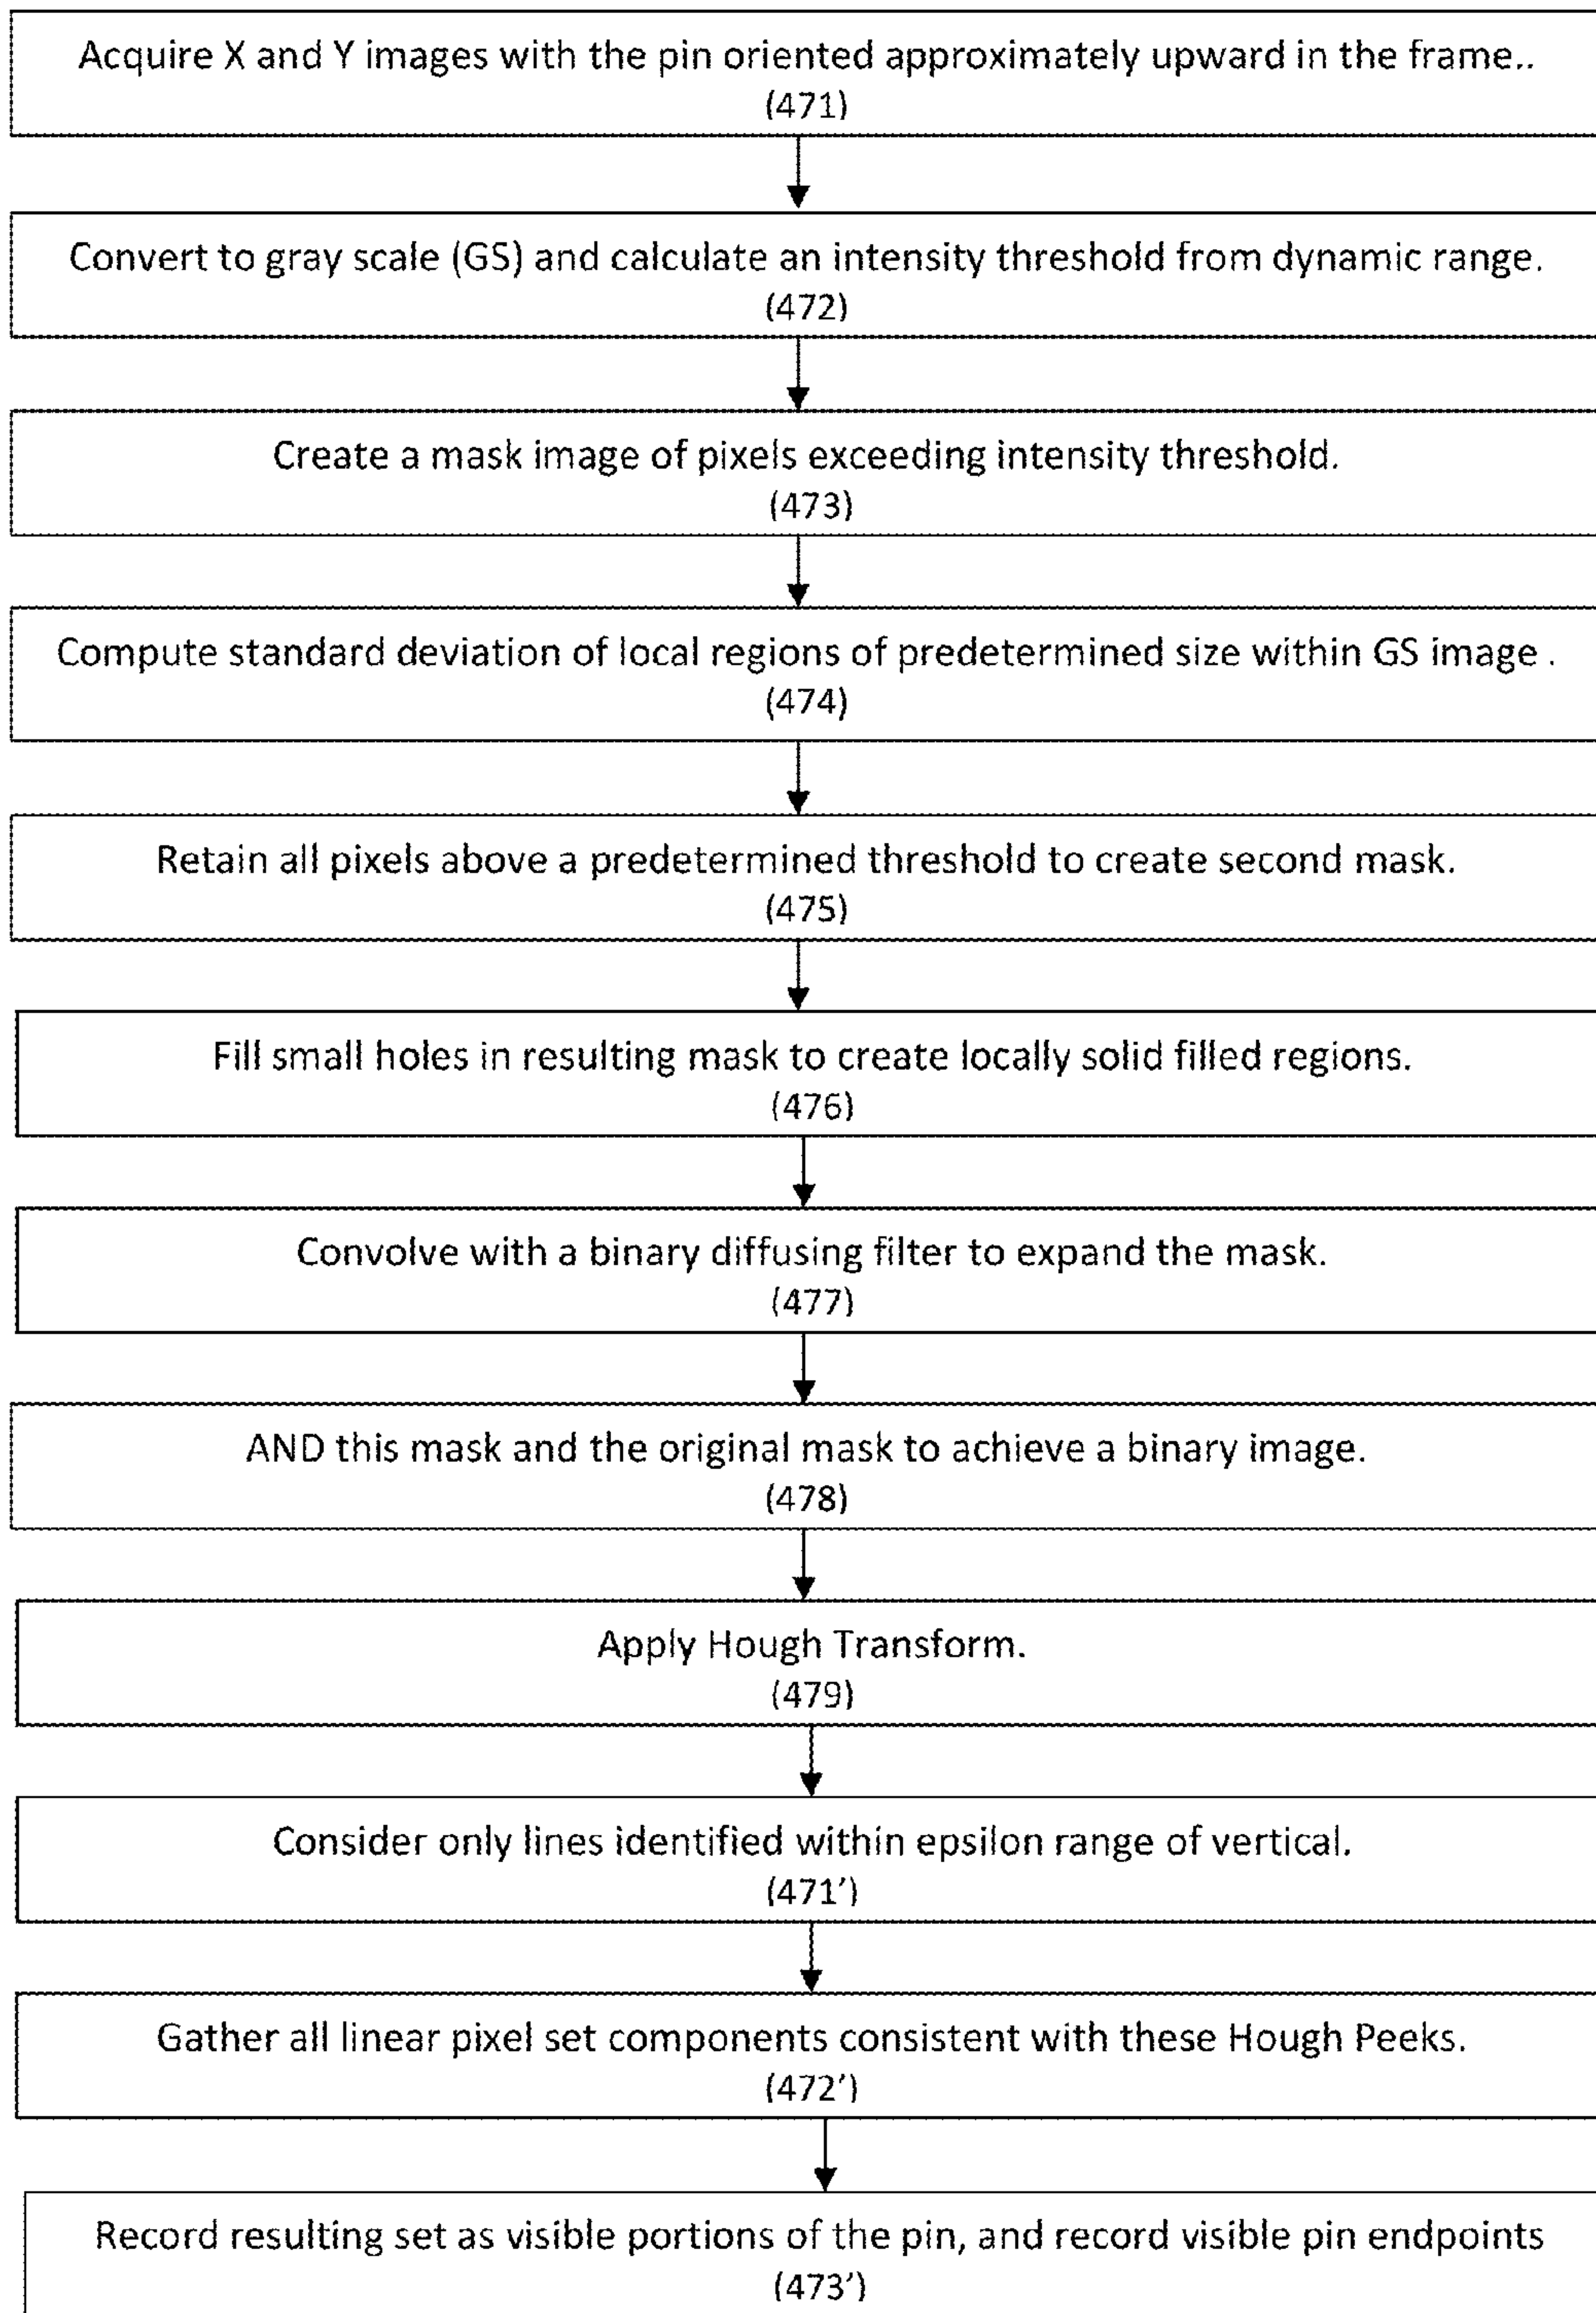 Acquire X and Y images with the pin oriented approximately upward in the frame..
(471)
Convert to gray scale (GS) and calculate an intensity threshold from dynamic range.
(472)
Create a mask image of pixels exceeding intensity threshold.
(473)
Compute standard deviation of local regions of predetermined size within GS image .
(474)
Retain all pixels above a predetermined threshold to create second mask.
(475)
Fill small holes in resulting mask to create locally solid filled regions.
(476)
Convolve with a binary diffusing filter to expand the mask.
(477)
AND this mask and the original mask to achieve a binary image.
(478)
Apply Hough Transform.
(479)
Consider only lines identified within epsilon range of vertical.
(471’)
Gather all linear pixel set components consistent with these Hough Peeks.
(472’)
Record resulting set as visible portions of the pin, and record visible pin endpoints
(473’)